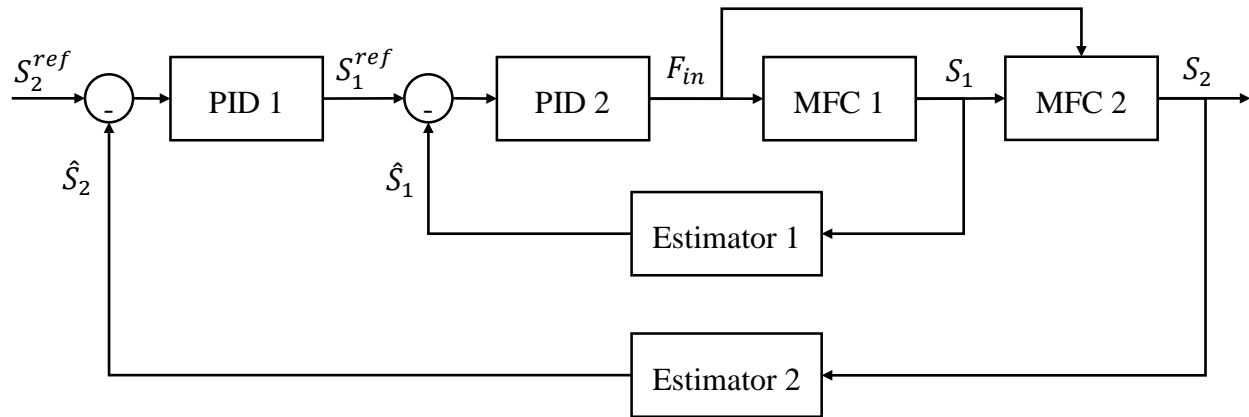 S_2^{ref}
-
PID 1
S_1^{ref}
-
PID 2
F_{in}
MFC 1
S_1
MFC 2
S_2
Ŝ_2
Ŝ_1
Estimator 1
Estimator 2